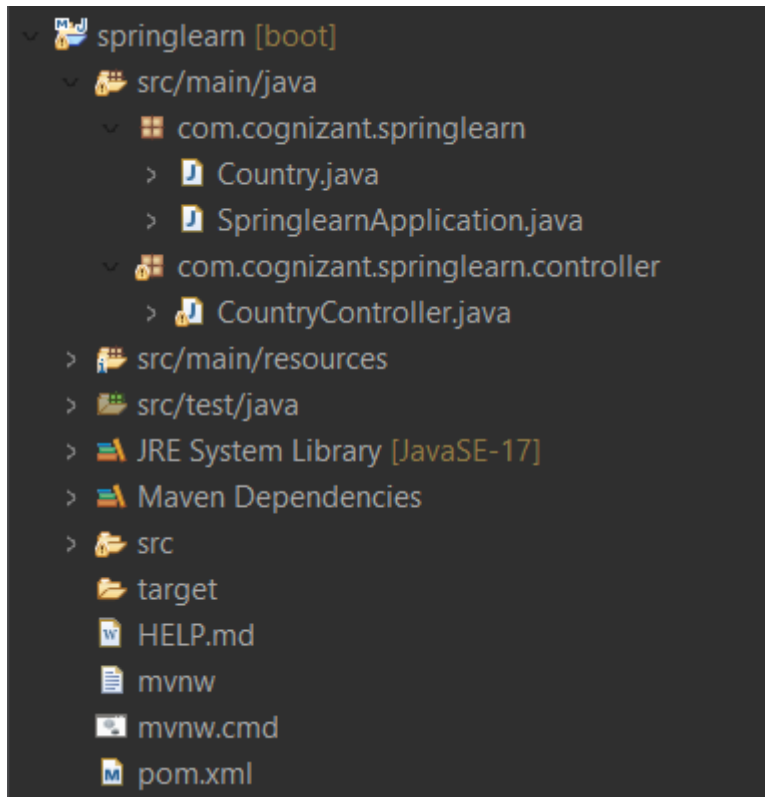 springlearn [boot]
src/main/java
com.cognizant.springlearn
Country.java
SpringlearnApplication.java
com.cognizant.springlearn.controller
CountryController.java
src/main/resources
src/test/java
JRE System Library [JavaSE-17]
Maven Dependencies
src
target
HELP.md
mvnw
mvnw.cmd
pom.xml